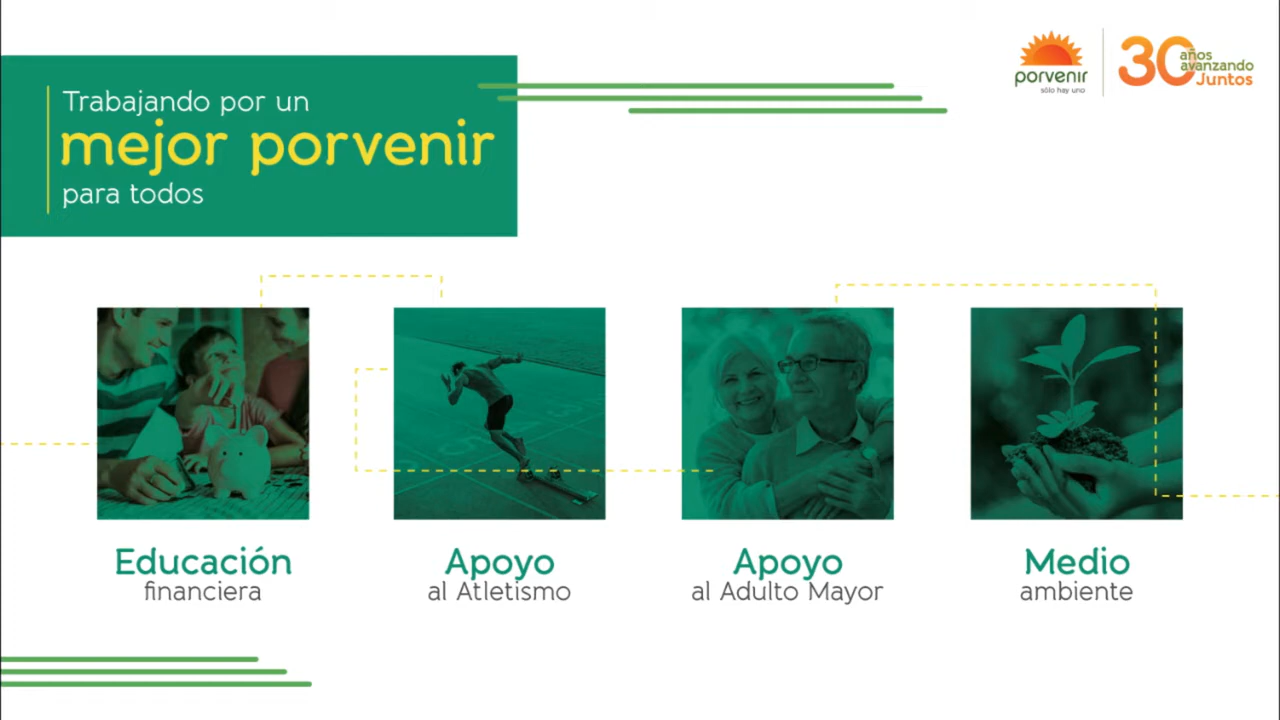 Trabajando por un
mejor porvenir
para todos
porvenir
sólo hay uno
30 años
avanzando
Juntos
Educación
financiera
Apoyo
al Atletismo
Apoyo
al Adulto Mayor
Medio
ambiente